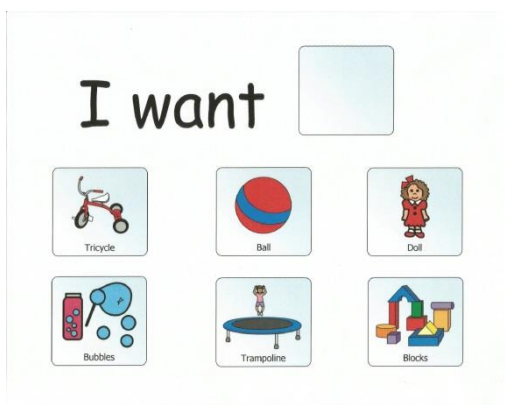 I want
Tricycle
Ball
Doll
Bubbles
Trampoline
Blocks